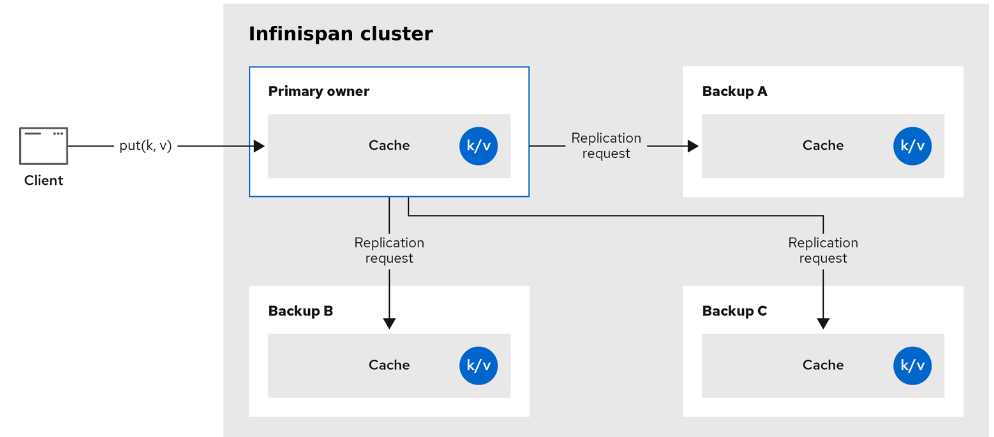 Infinispan cluster
Primary owner
Cache
k/v
Backup A
Cache
k/v
put(k, v)
Replication
request
Client
Replication
request
Replication
request
Backup B
Cache
k/v
Backup C
Cache
k/v